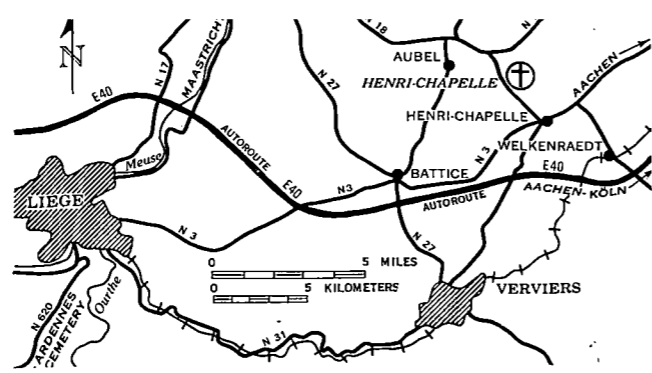 N
N 17
MAASTRICHT
N 27
18
N
AUBEL
HENRI-CHAPELLE
HENRI-CHAPELLE
AACHEN
WELKENRAEDT
E40
AUTOROUTE
Meuse
LIEGE
E40
N3
BATTICE
N 3
E40
AUTOROUTE
AACHEN-KÖLN
N 3
N 27
0 5 MILES
0 5 KILOMETERS
VERVIERS
N 620
ARDENNES
CEMETERY
Ourthe
N 31